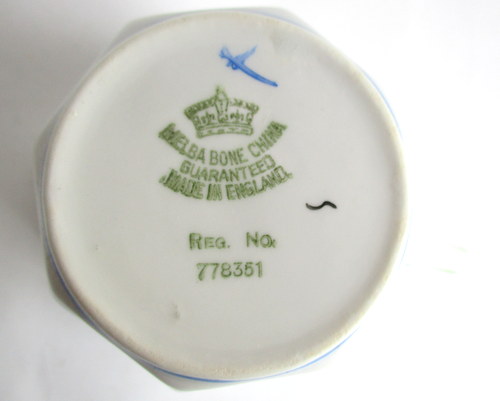 MELBA BONE CHINA
GUARANTEED
MADE IN ENGLAND.
REG. No.
778351